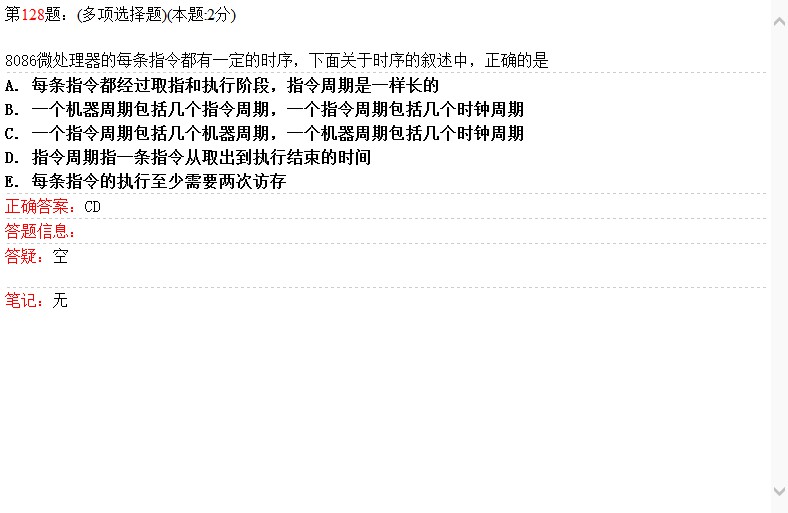 第128题：(多项选择题)(本题:2分)
8086微处理器的每条指令都有一定的时序，下面关于时序的叙述中，正确的是
A. 每条指令都经过取指和执行阶段，指令周期是一样长的
B. 一个机器周期包括几个指令周期，一个指令周期包括几个时钟周期
C. 一个指令周期包括几个机器周期，一个机器周期包括几个时钟周期
D. 指令周期指一条指令从取出到执行结束的时间
E. 每条指令的执行至少需要两次访存
正确答案：CD
答题信息：
答疑：空
笔记：无